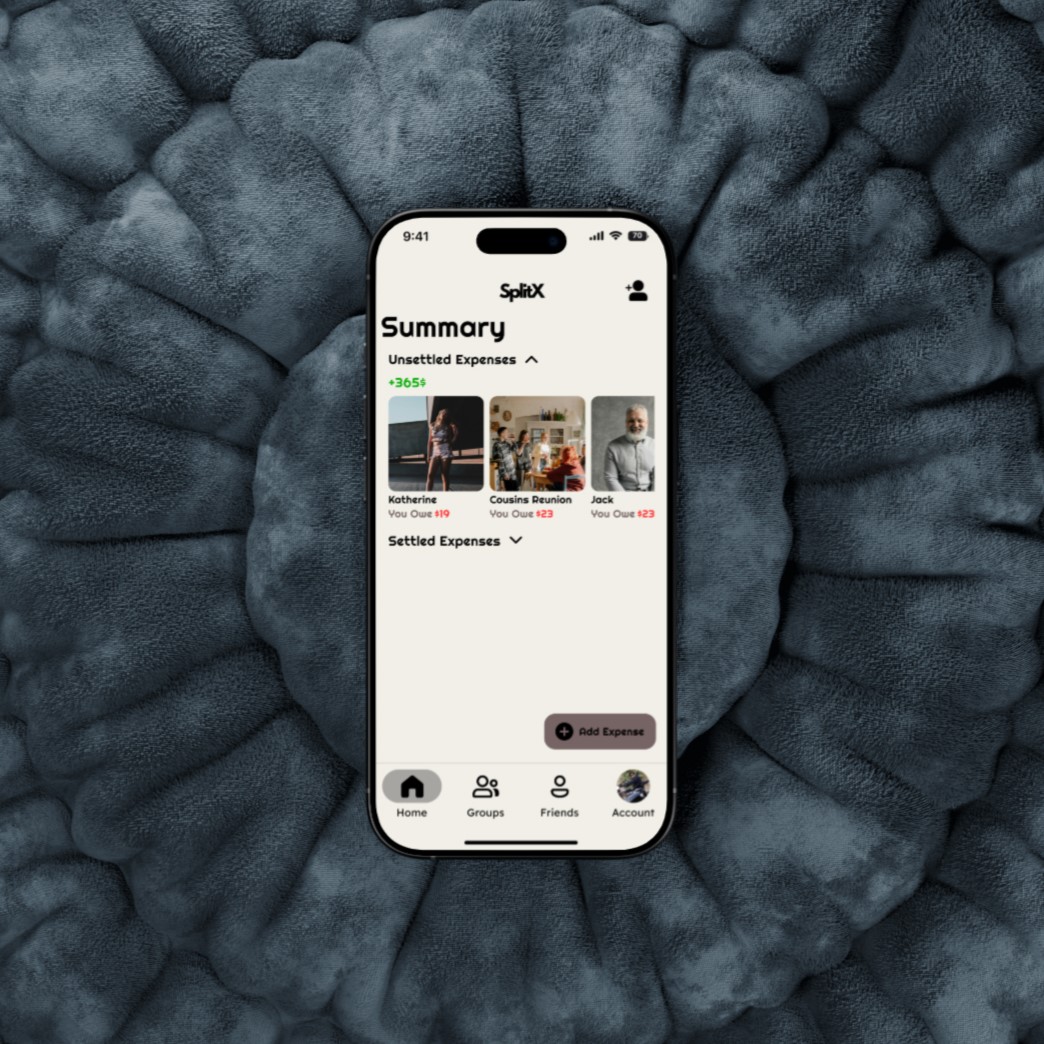 9:41
70
SplitX
Summary
Unsettled Expenses
+365$
Katherine
Cousins Reunion
Jack
You Owe $19
You Owe $23
You Owe $23
Settled Expenses
Add Expense
Home
Groups
Friends
Account